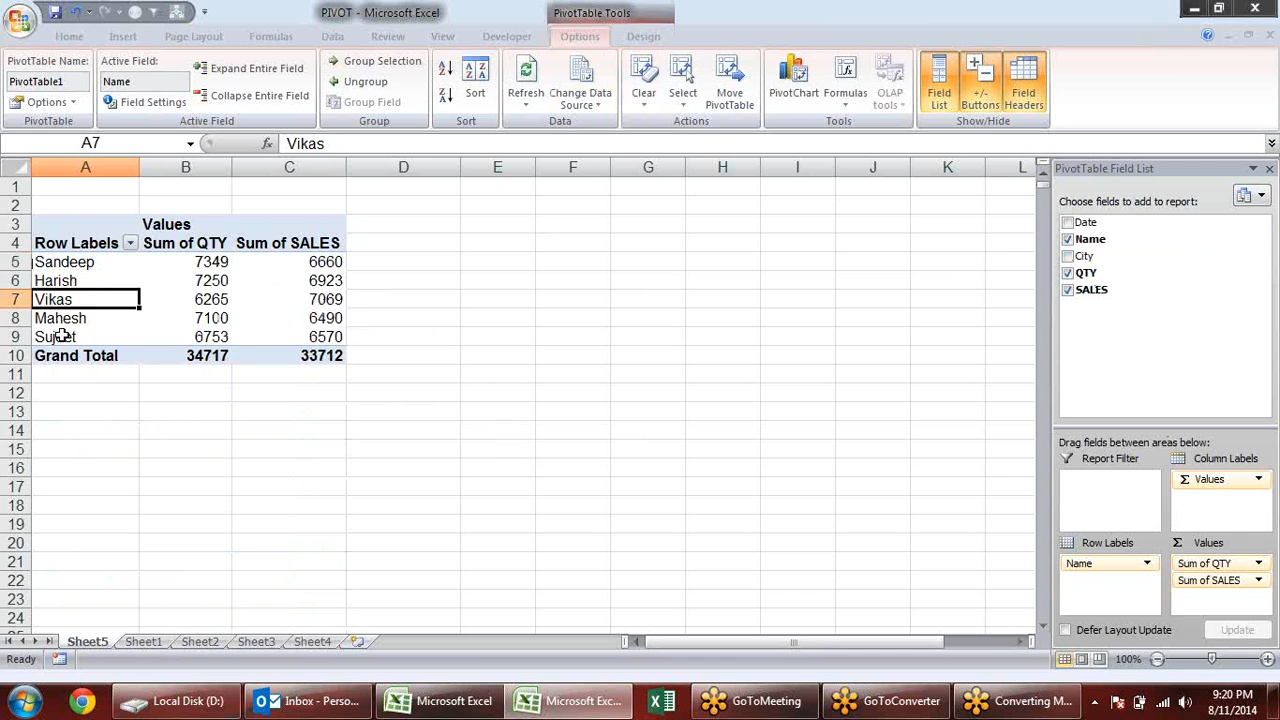 PIVOT - Microsoft Excel
PivotTable Tools
Home Insert Page Layout Formulas Data Review View Developer Options Design
PivotTable Name:
PivotTable1
Options
PivotTable
Active Field:
Name
Field Settings
Expand Entire Field
Collapse Entire Field
Active Field
Group Selection
Ungroup
Group Field
Group
Sort
Sort
Refresh
Change Data Source
Data
Clear
Select
Move PivotTable
Actions
PivotChart
Formulas
OLAP tools
Tools
Field List
+/- Buttons
Field Headers
Show/Hide
A7 fx Vikas
A B C D E F G H I J K L
1
2
3 Values
4 Row Labels Sum of QTY Sum of SALES
5 Sandeep 7349 6660
6 Harish 7250 6923
7 Vikas 6265 7069
8 Mahesh 7100 6490
9 6753 6570
10 Grand Total 34717 33712
11
12
13
14
15
16
17
18
19
20
21
22
23
24
PivotTable Field List
Choose fields to add to report:
Date
Name
City
QTY
SALES
Drag fields between areas below:
Report Filter
Column Labels
Σ Values
Row Labels
Name
Σ Values
Sum of QTY
Sum of SALES
Defer Layout Update
Update
Sheet5 Sheet1 Sheet2 Sheet3 Sheet4
Ready
100%
Local Disk (D:)
Inbox - Perso...
Microsoft Excel
Microsoft Exc...
GoToMeeting
GoToConverter
Converting M...
9:20 PM
8/11/2014